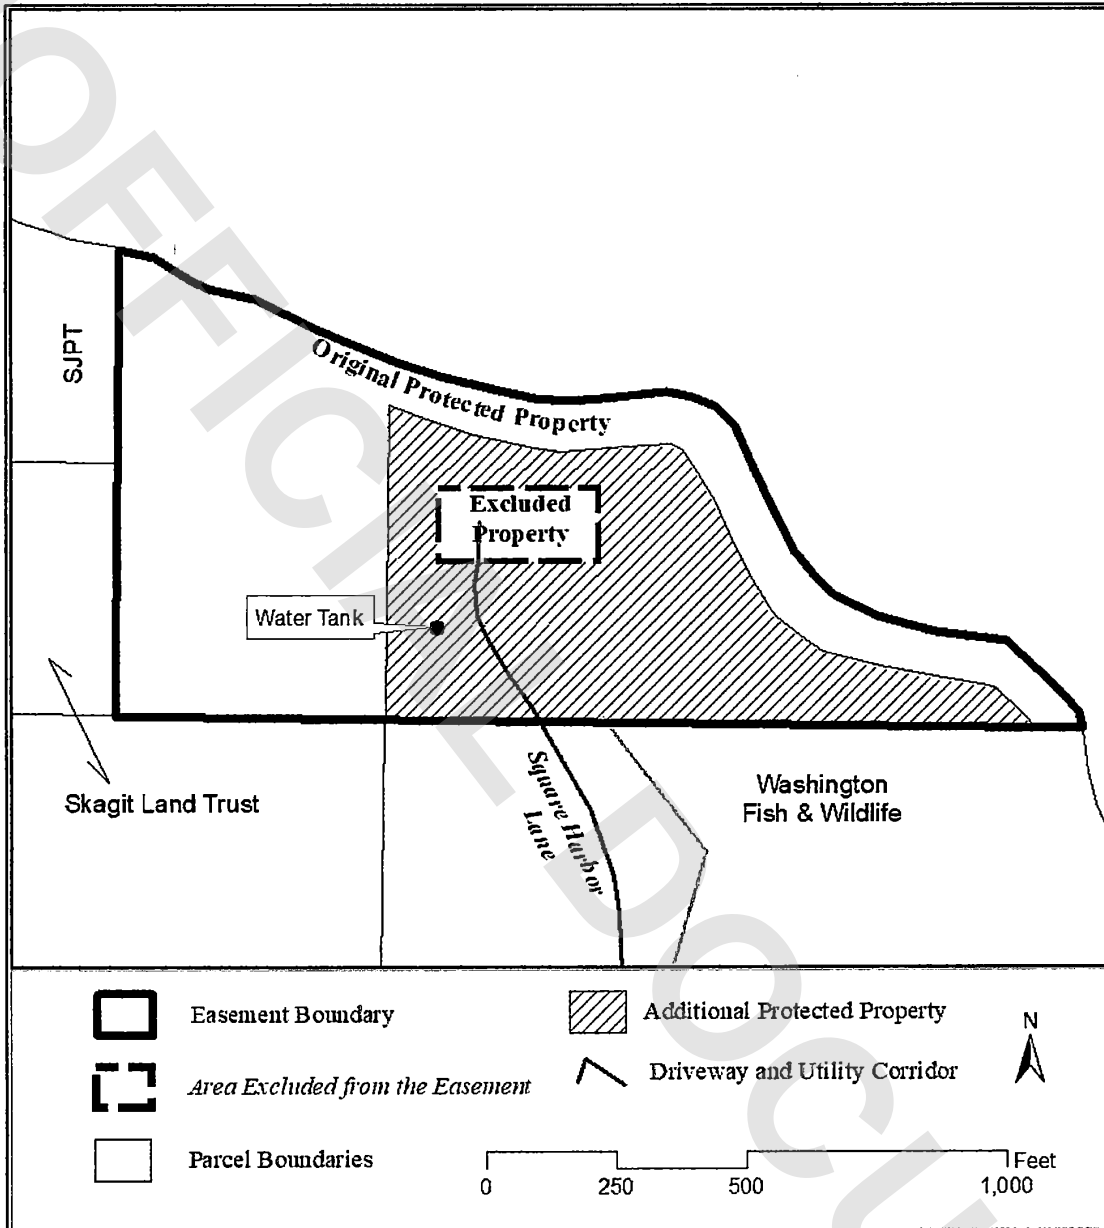 SJPT
Original Protected Property
Excluded
Property
Water Tank
Skagit Land Trust
Square Harbor
Lane
Washington
Fish & Wildlife
Easement Boundary
Additional Protected Property
N
Area Excluded from the Easement
Driveway and Utility Corridor
Parcel Boundaries
Feet
0 250 500 1,000
OFFICIAL DOCU